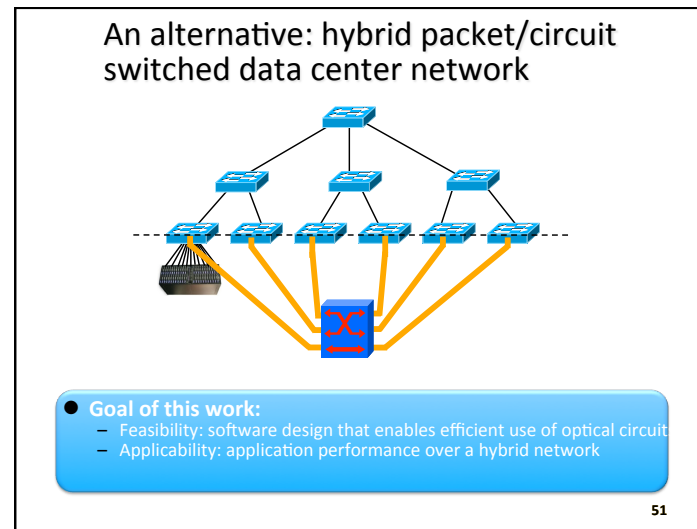 An alternative: hybrid packet/circuit
switched data center network
● Goal of this work:
– Feasibility: software design that enables efficient use of optical circuit
– Applicability: application performance over a hybrid network
51